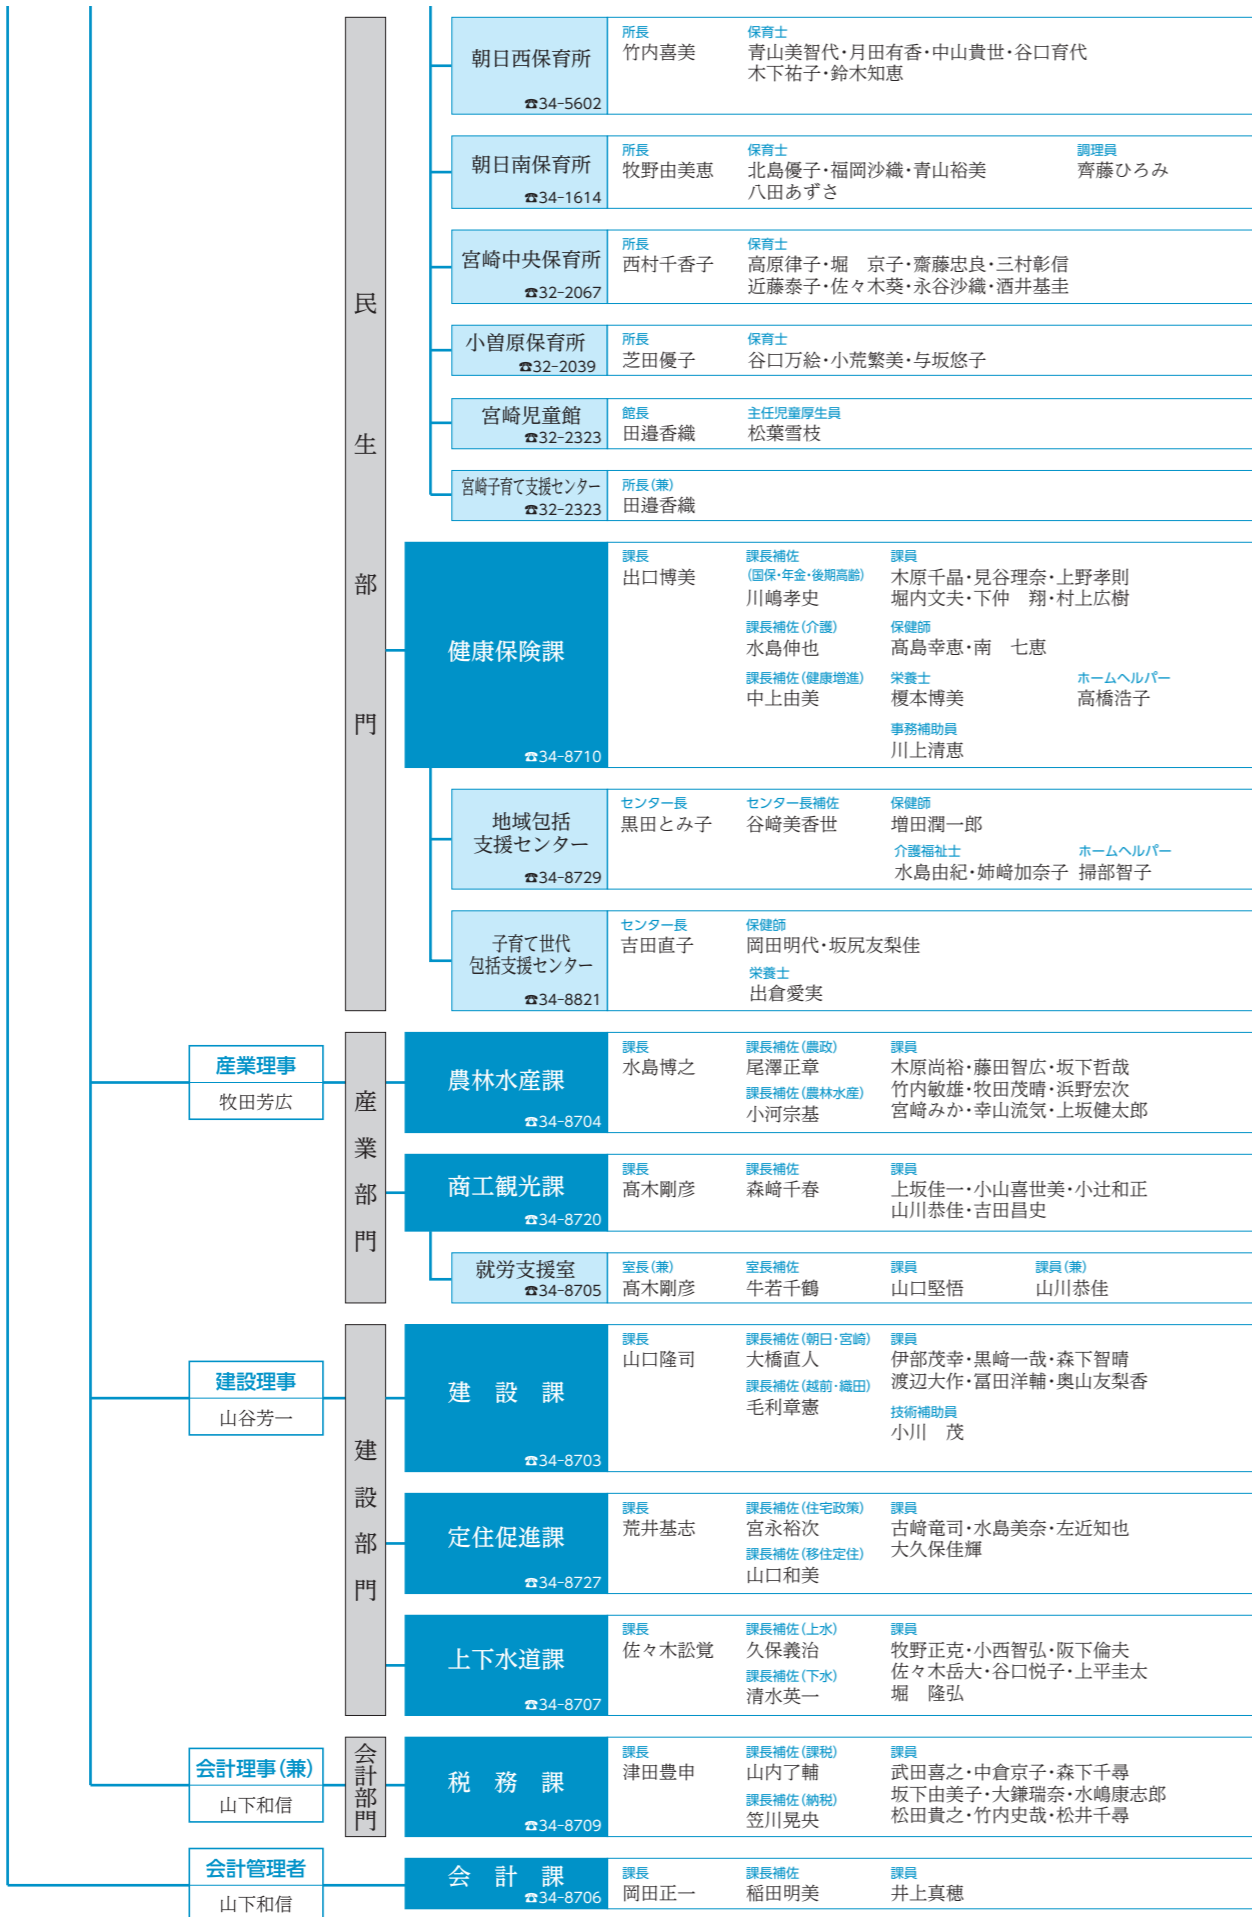 民生部門
朝日西保育所
☎34-5602
所長
竹内喜美
保育士
青山美智代・月田有香・中山貴世・谷口育代
木下祐子・鈴木知恵
朝日南保育所
☎34-1614
所長
牧野由美恵
保育士
北島優子・福岡沙織・青山裕美
八田あずさ
調理員
齊藤ひろみ
宮崎中央保育所
☎32-2067
所長
西村千香子
保育士
高原律子・堀　京子・齋藤忠良・三村彰信
近藤泰子・佐々木葵・永谷沙織・酒井基圭
小曽原保育所
☎32-2039
所長
芝田優子
保育士
谷口万絵・小荒繁美・与坂悠子
宮崎児童館
☎32-2323
館長
田邉香織
主任児童厚生員
松葉雪枝
宮崎子育て支援センター
☎32-2323
所長（兼）
田邉香織
健康保険課
☎34-8710
課長
出口博美
課長補佐
（国保・年金・後期高齢）
川嶋孝史
課員
木原千晶・見谷理奈・上野孝則
堀内文夫・下仲　翔・村上広樹
課長補佐（介護）
水島伸也
保健師
髙島幸恵・南　七恵
課長補佐（健康増進）
中上由美
栄養士
榎本博美
ホームヘルパー
高橋浩子
事務補助員
川上清恵
地域包括
支援センター
☎34-8729
センター長
黒田とみ子
センター長補佐
谷﨑美香世
保健師
増田潤一郎
介護福祉士
水島由紀・姉﨑加奈子
ホームヘルパー
掃部智子
子育て世代
包括支援センター
☎34-8821
センター長
吉田直子
保健師
岡田明代・坂尻友梨佳
栄養士
出倉愛実
産業理事
牧田芳広
産業部門
農林水産課
☎34-8704
課長
水島博之
課長補佐（農政）
尾澤正章
課長補佐（農林水産）
小河宗基
課員
木原尚裕・藤田智広・坂下哲哉
竹内敏雄・牧田茂晴・浜野宏次
宮﨑みか・幸山流気・上坂健太郎
商工観光課
☎34-8720
課長
髙木剛彦
課長補佐
森﨑千春
課員
上坂佳一・小山喜世美・小辻和正
山川恭佳・吉田昌史
就労支援室
☎34-8705
室長（兼）
髙木剛彦
室長補佐
牛若千鶴
課員
山口堅悟
課員（兼）
山川恭佳
建設理事
山谷芳一
建設部門
建　設　課
☎34-8703
課長
山口隆司
課長補佐（朝日・宮崎）
大橋直人
課長補佐（越前・織田）
毛利章憲
課員
伊部茂幸・黒﨑一哉・森下智晴
渡辺大作・冨田洋輔・奥山友梨香
技術補助員
小川　茂
定住促進課
☎34-8727
課長
荒井基志
課長補佐（住宅政策）
宮永裕次
課長補佐（移住定住）
山口和美
課員
古﨑竜司・水島美奈・左近知也
大久保佳輝
上下水道課
☎34-8707
課長
佐々木訟覚
課長補佐（上水）
久保義治
課長補佐（下水）
清水英一
課員
牧野正克・小西智弘・阪下倫夫
佐々木岳大・谷口悦子・上平圭太
堀　隆弘
会計理事（兼）
山下和信
会計部門
税　務　課
☎34-8709
課長
津田豊申
課長補佐（課税）
山内了輔
課長補佐（納税）
笠川晃央
課員
武田喜之・中倉京子・森下千尋
坂下由美子・大鎌瑞奈・水嶋康志郎
松田貴之・竹内史哉・松井千尋
会計管理者
山下和信
会　計　課
☎34-8706
課長
岡田正一
課長補佐
稲田明美
課員
井上真穂